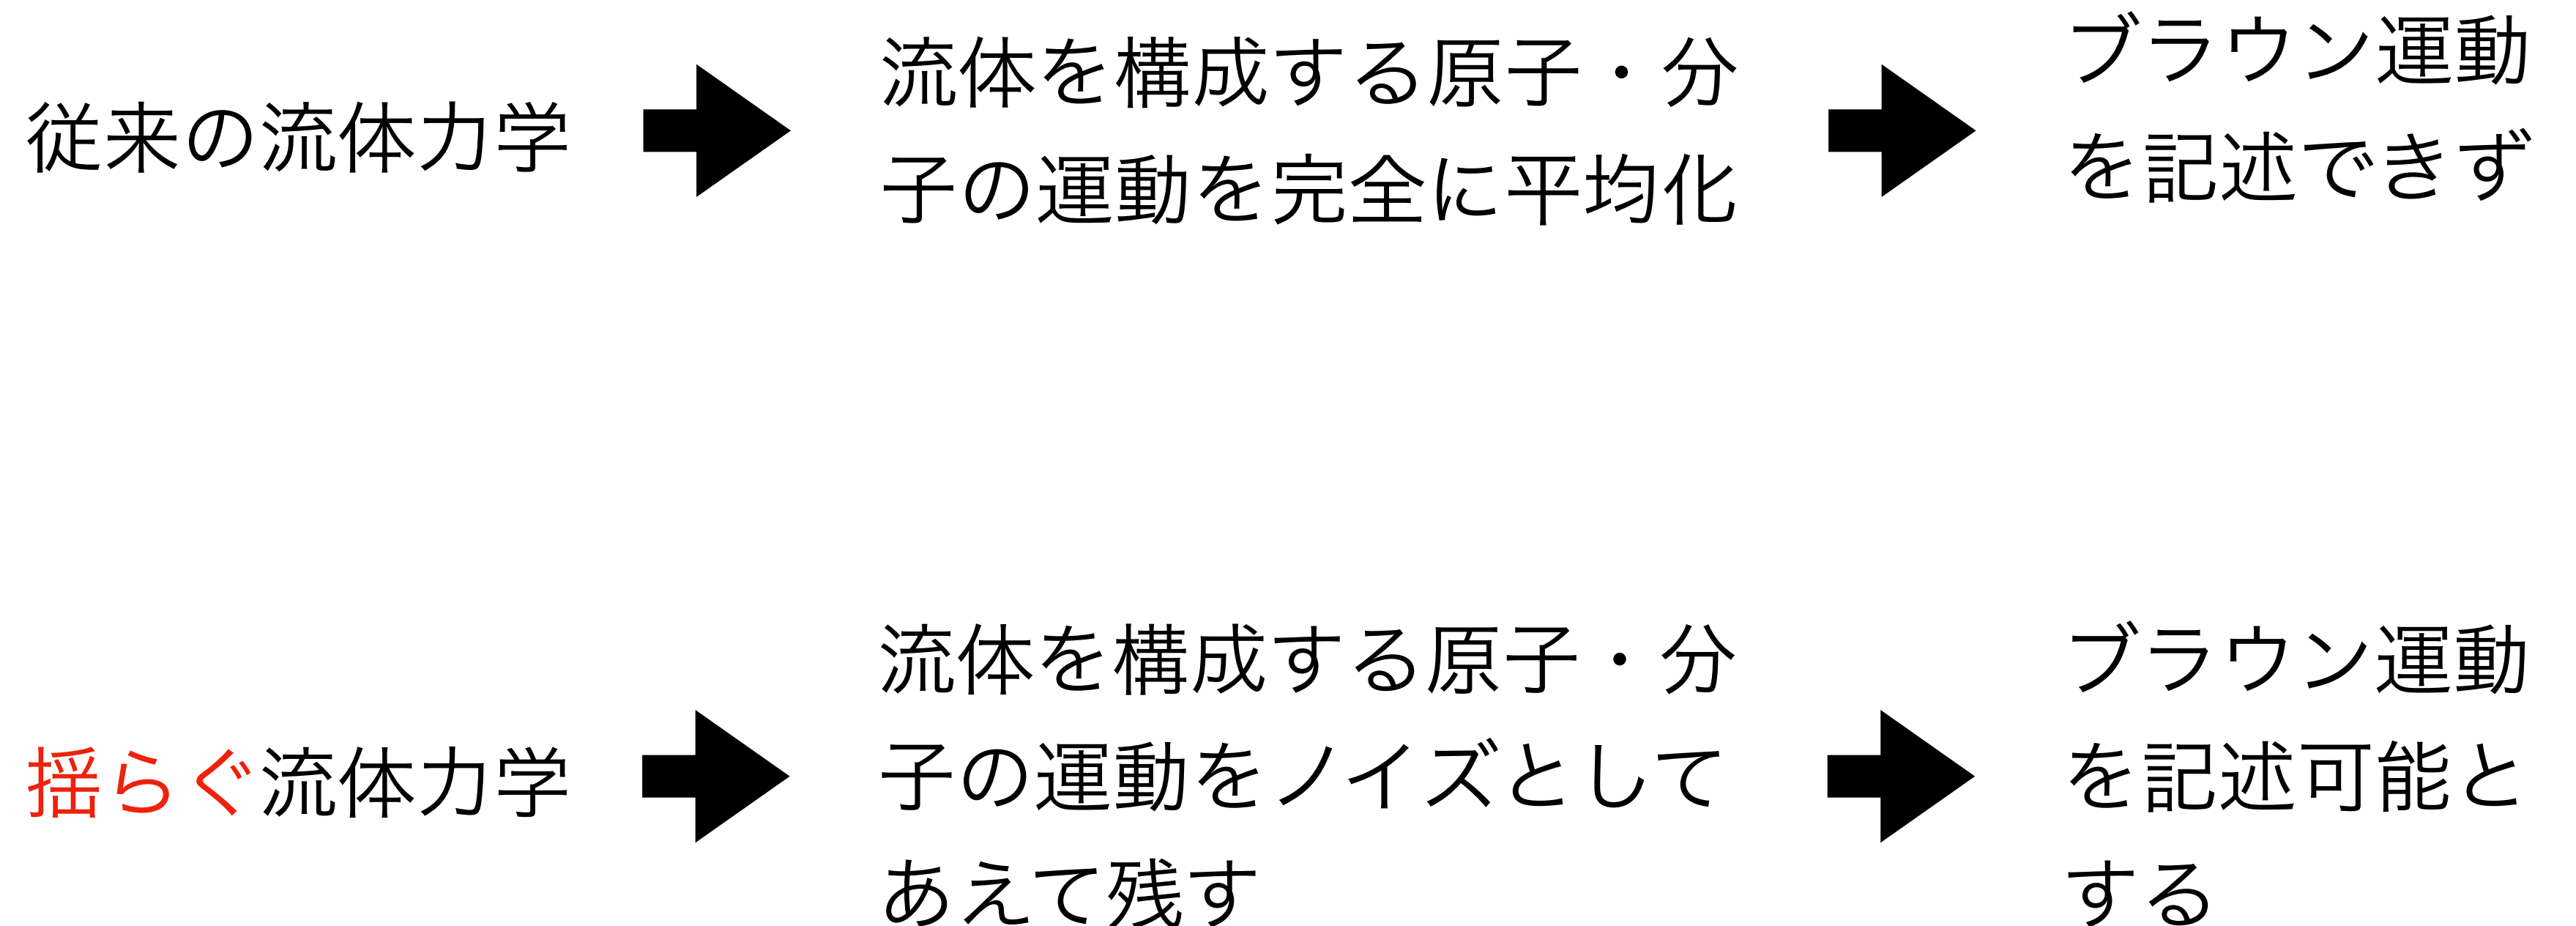 従来の流体力学
流体を構成する原子・分
子の運動を完全に平均化
ブラウン運動
を記述できず
揺らぐ流体力学
流体を構成する原子・分
子の運動をノイズとして
あえて残す
ブラウン運動
を記述可能と
する